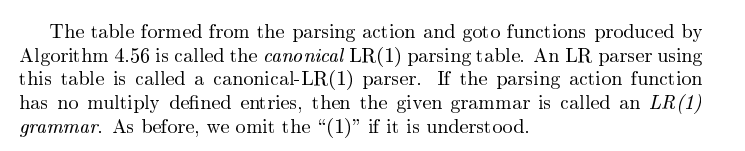 The table formed from the parsing action and goto functions produced by
Algorithm 4.56 is called the canonical LR(1) parsing table. An LR parser using
this table is called a canonical-LR(1) parser. If the parsing action function
has no multiply defined entries, then the given grammar is called an LR(1)
grammar. As before, we omit the “(1)” if it is understood.